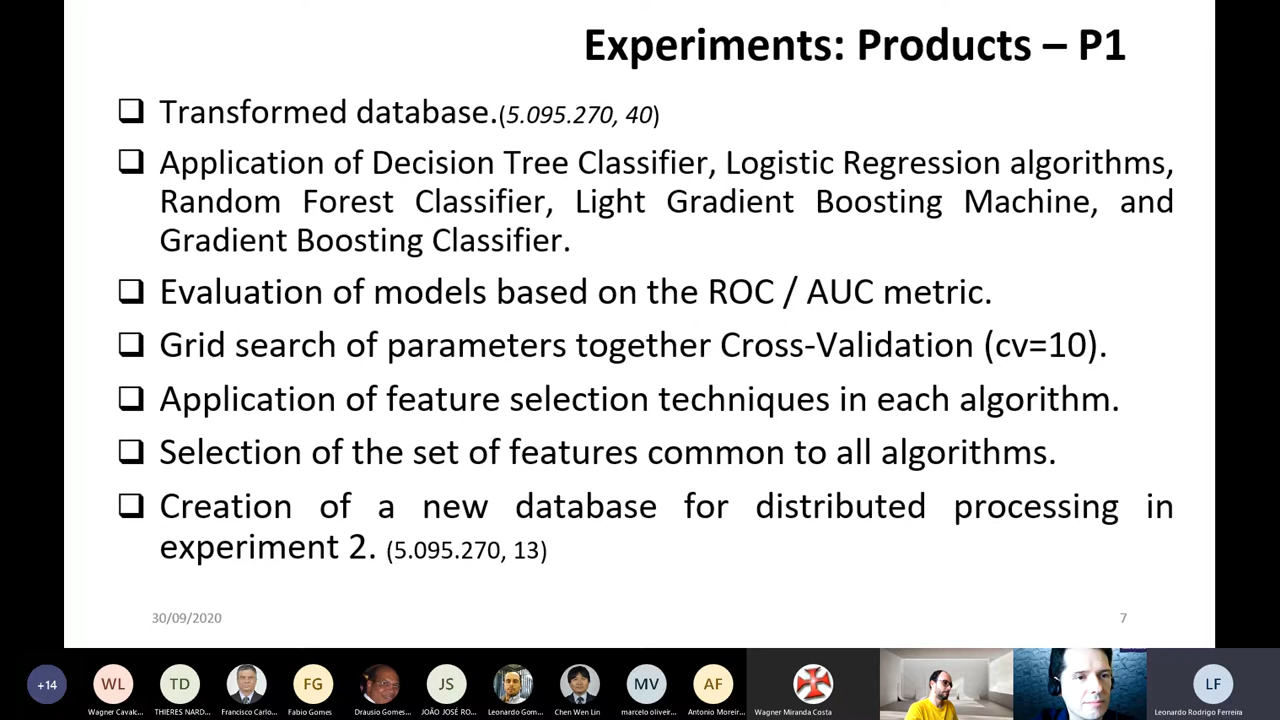 Experiments: Products – P1
Transformed database.(5.095.270, 40)
Application of Decision Tree Classifier, Logistic Regression algorithms,
Random Forest Classifier, Light Gradient Boosting Machine, and
Gradient Boosting Classifier.
Evaluation of models based on the ROC / AUC metric.
Grid search of parameters together Cross-Validation (cv=10).
Application of feature selection techniques in each algorithm.
Selection of the set of features common to all algorithms.
Creation of a new database for distributed processing in
experiment 2. (5.095.270, 13)
30/09/2020
7
+14 WL TD FG JS MV AF LF
Wagner Cavalc... THIERES NARD... Francisco Carlo... Fabio Gomes Drausio Gomes... JOÃO JOSÉ RO... Leonardo Gom... Chen Wen Lin marcelo oliveir... Antonio Moreir... Wagner Miranda Costa Leonardo Rodrigo Ferreira